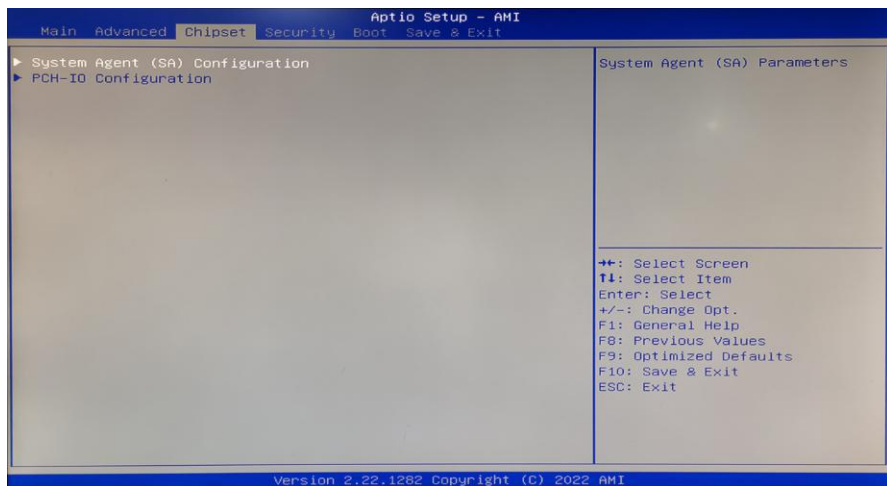 Aptio Setup - AMI
Main Advanced Chipset Security Boot Save & Exit
▶ System Agent (SA) Configuration
▶ PCH-IO Configuration
System Agent (SA) Parameters
→←: Select Screen
↑↓: Select Item
Enter: Select
+/-: Change Opt.
F1: General Help
F8: Previous Values
F9: Optimized Defaults
F10: Save & Exit
ESC: Exit
Version 2.22.1282 Copyright (C) 2022 AMI